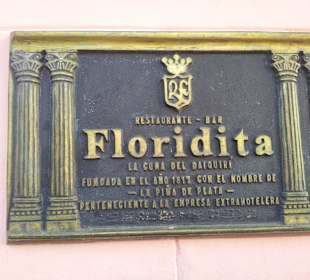 RF
RESTAURANTE - BAR
Floridita
LA CUNA DEL DAIQUIRI
FUNDADA EN EL AÑO 1817 CON EL NOMBRE DE
- LA PIÑA DE PLATA -
PERTENECIENTE A LA EMPRESA EXTRAHOTELERA